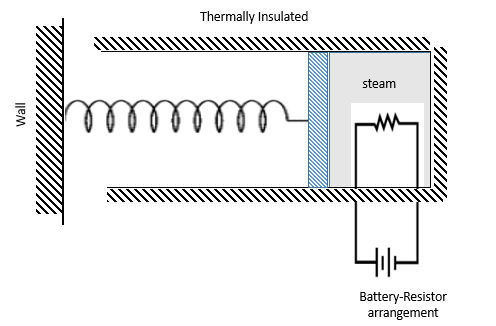 Thermally Insulated
Wall
steam
Battery-Resistor
arrangement